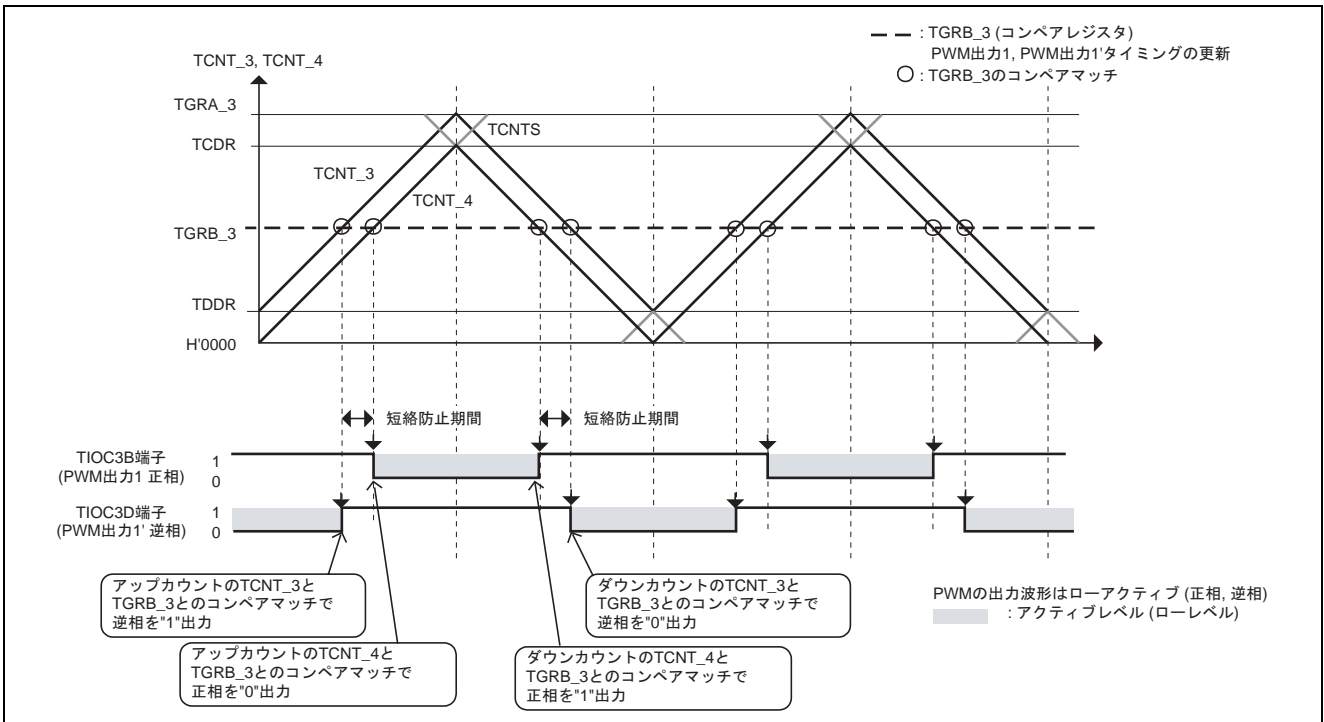 ― ― : TGRB_3 (コンペアレジスタ)
PWM出力1, PWM出力1'タイミングの更新
○ : TGRB_3のコンペアマッチ
TCNT_3, TCNT_4
TGRA_3
TCNTS
TCDR
TCNT_3
TCNT_4
TGRB_3
TDDR
H'0000
短絡防止期間
短絡防止期間
TIOC3B端子
(PWM出力1 正相)
1
0
TIOC3D端子
(PWM出力1' 逆相)
1
0
アップカウントのTCNT_3と
TGRB_3とのコンペアマッチで
逆相を"1"出力
ダウンカウントのTCNT_3と
TGRB_3とのコンペアマッチで
逆相を"0"出力
PWMの出力波形はローアクティブ (正相, 逆相)
: アクティブレベル (ローレベル)
アップカウントのTCNT_4と
TGRB_3とのコンペアマッチで
正相を"0"出力
ダウンカウントのTCNT_4と
TGRB_3とのコンペアマッチで
正相を"1"出力